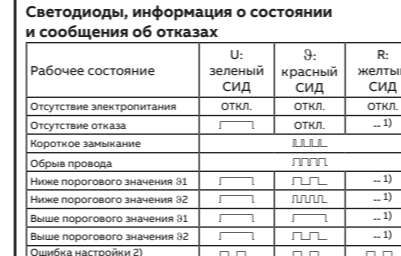 Светодиоды, информация о состоянии
и сообщения об отказах
Рабочее состояние
U:
зеленый
СИД
ϑ:
красный
СИД
R:
желты
СИД
Отсутствие электропитания ОТКЛ. ОТКЛ. ОТКЛ.
Отсутствие отказа ОТКЛ. -- 1)
Короткое замыкание
Обрыв провода
Ниже порогового значения ϑ1 -- 1)
Ниже порогового значения ϑ2 -- 1)
Выше порогового значения ϑ1 -- 1)
Выше порогового значения ϑ2 -- 1)
Ошибка настройки 2)